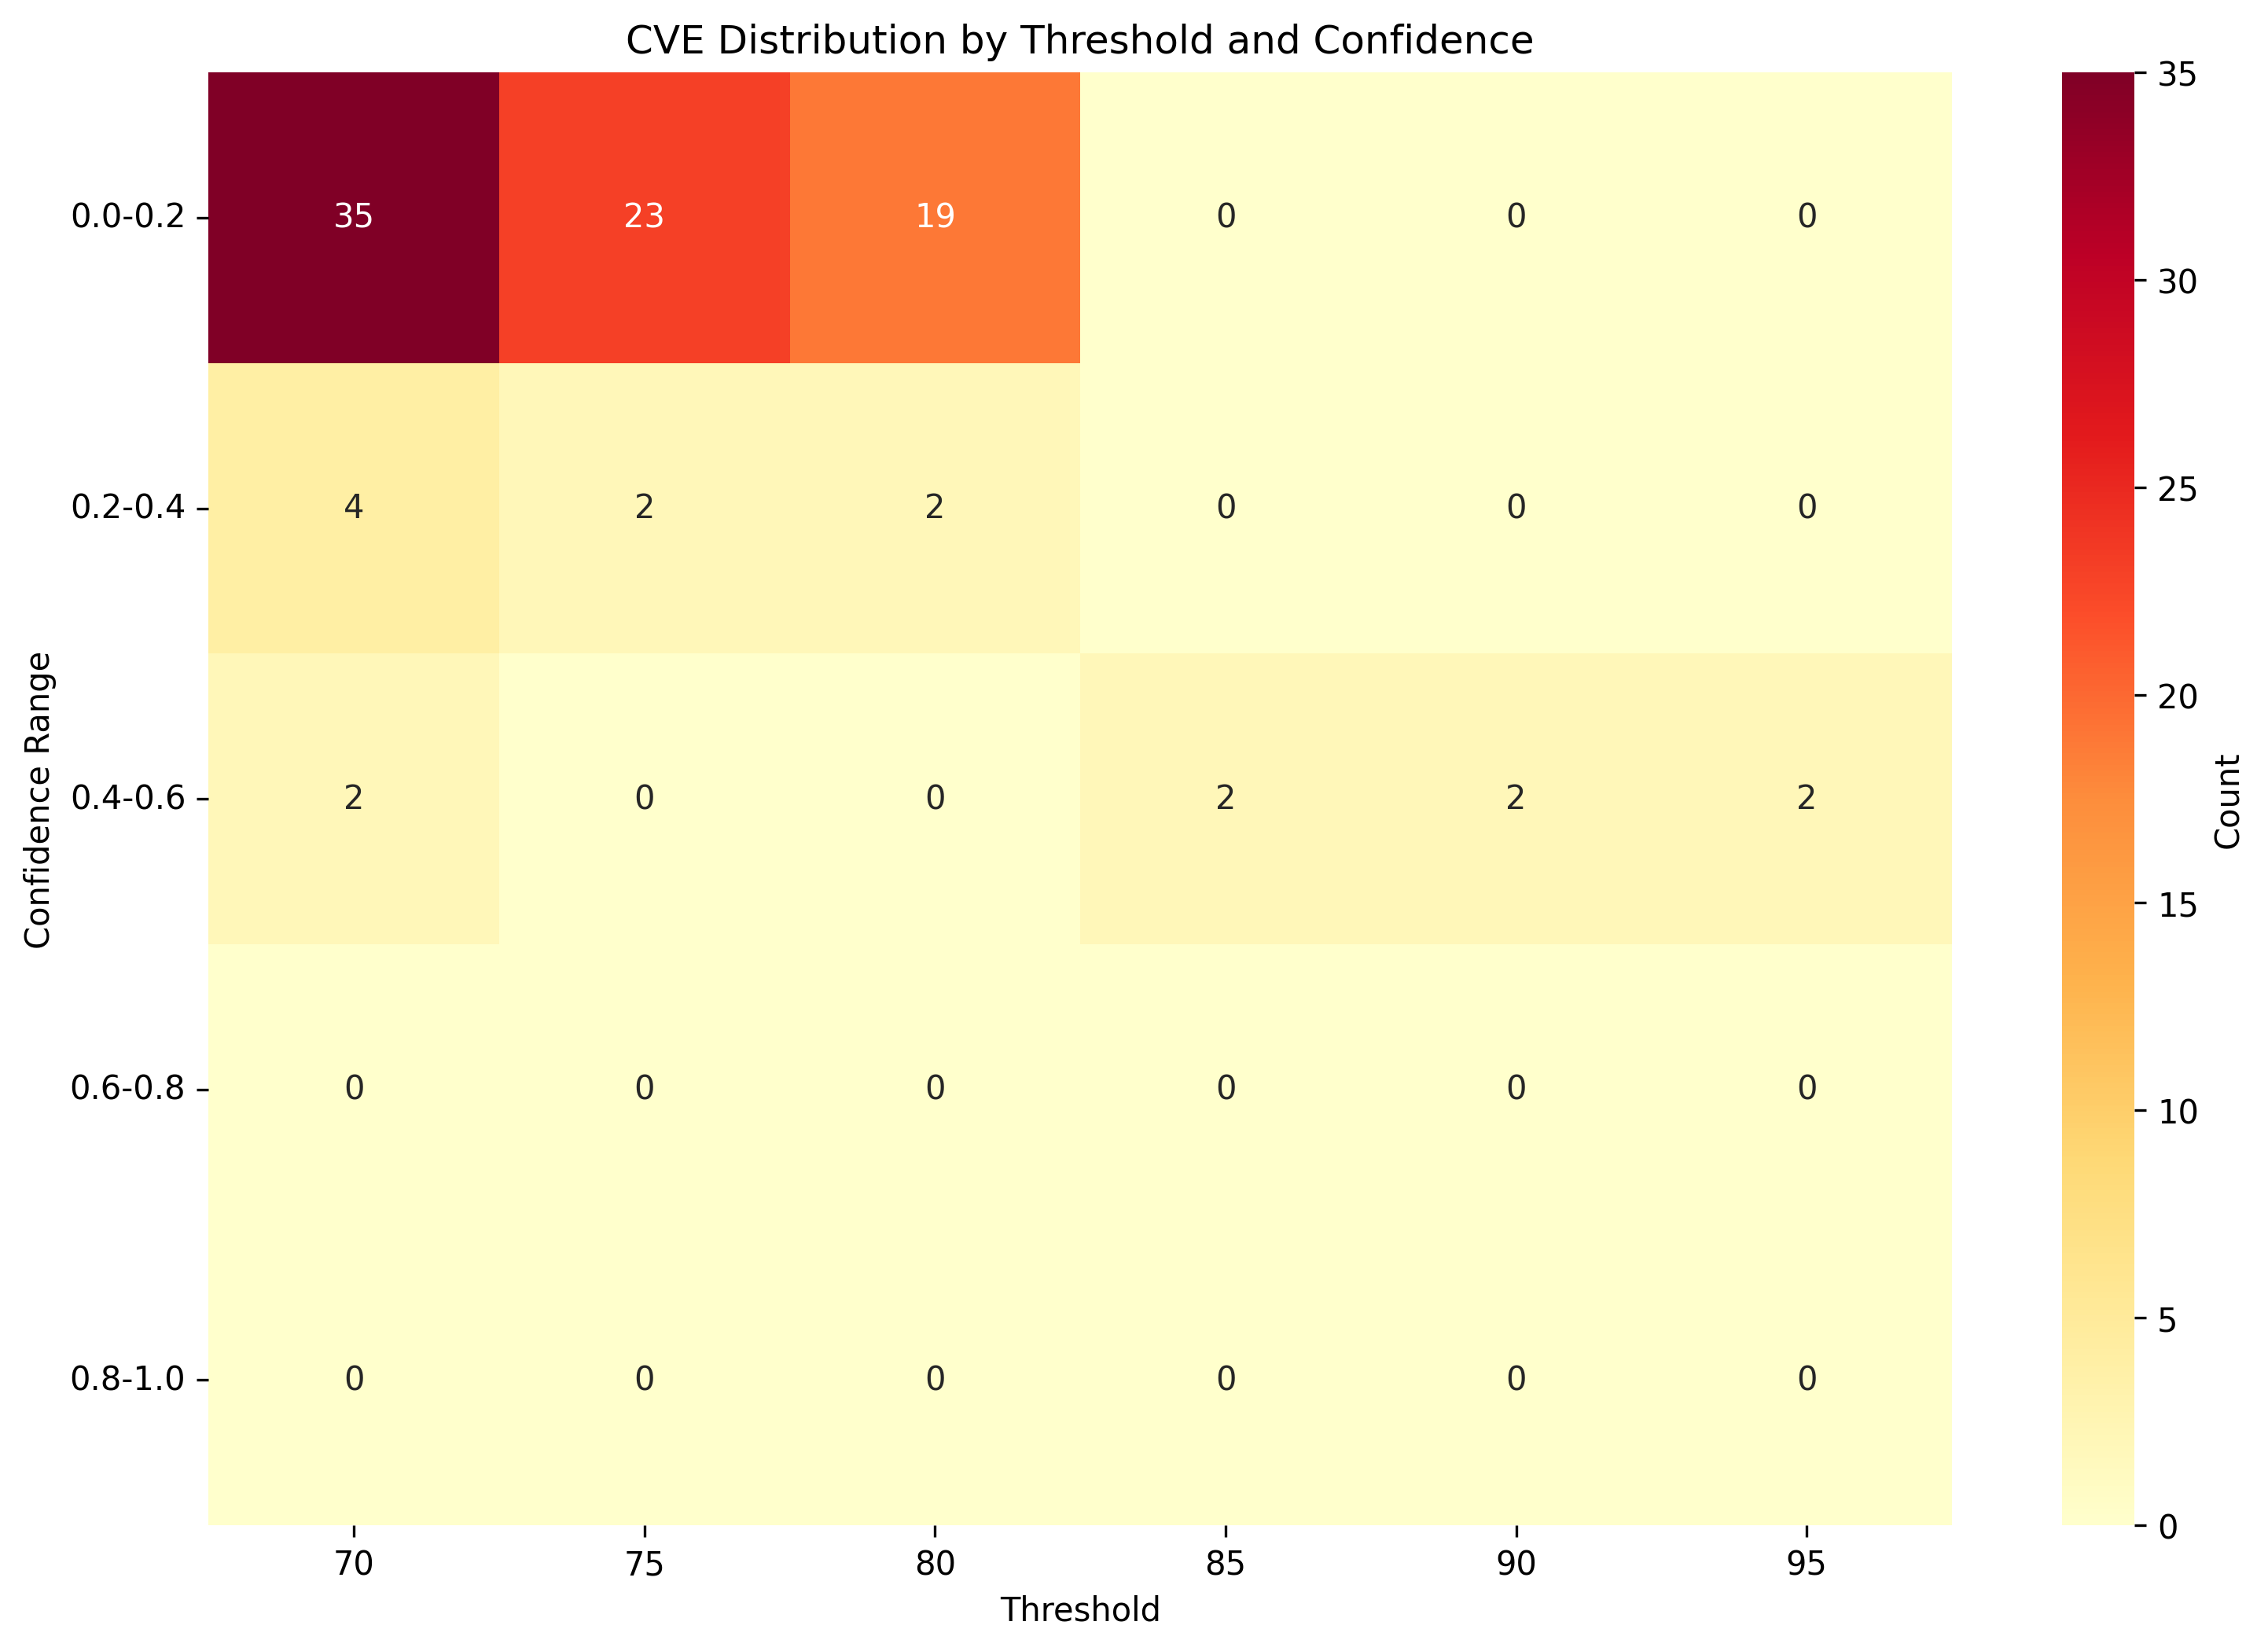 CVE Distribution by Threshold and Confidence
Confidence Range
0.0-0.2 35 23 19 0 0 0
0.2-0.4 4 2 2 0 0 0
0.4-0.6 2 0 0 2 2 2
0.6-0.8 0 0 0 0 0 0
0.8-1.0 0 0 0 0 0 0
70 75 80 85 90 95
Threshold
35
30
25
20
15
10
5
0
Count